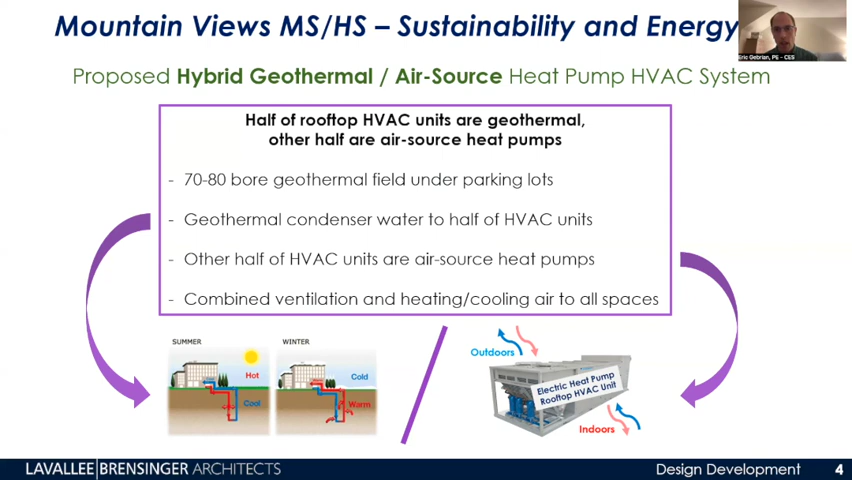 Mountain Views MS/HS – Sustainability and Energy
Eric Gebrian, PE - CES
Proposed Hybrid Geothermal / Air-Source Heat Pump HVAC System
Half of rooftop HVAC units are geothermal,
other half are air-source heat pumps
- 70-80 bore geothermal field under parking lots
- Geothermal condenser water to half of HVAC units
- Other half of HVAC units are air-source heat pumps
- Combined ventilation and heating/cooling air to all spaces
SUMMER
Hot
Cool
WINTER
Cold
Warm
Outdoors
Electric Heat Pump
Rooftop HVAC Unit
Indoors
LAVALLEE|BRENSINGER ARCHITECTS
Design Development 4